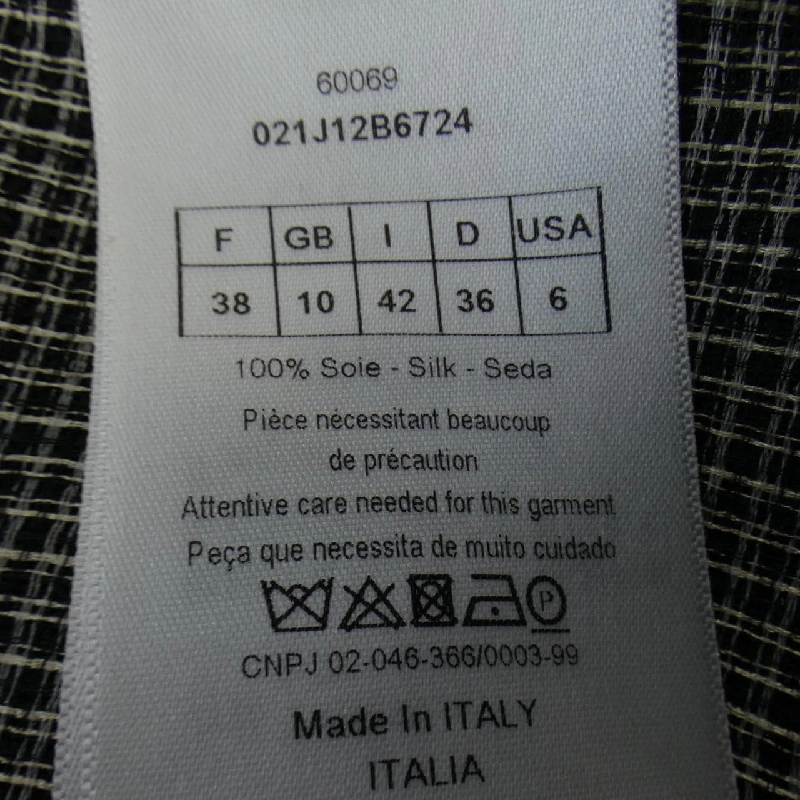 60069
021J12B6724
F GB I D USA
38 10 42 36 6
100% Soie - Silk - Seda
Pièce nécessitant beaucoup
de précaution
Attentive care needed for this garment
Peça que necessita de muito cuidado
P
CNPJ 02-046-366/0003-99
Made In ITALY
ITALIA